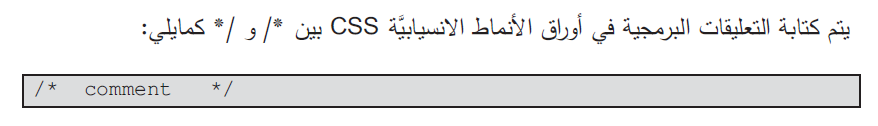 يتم كتابة التعليقات البرمجية في أوراق الأنماط الانسيابيَّة CSS بين */ و /* كمايلي:
/*  comment   */